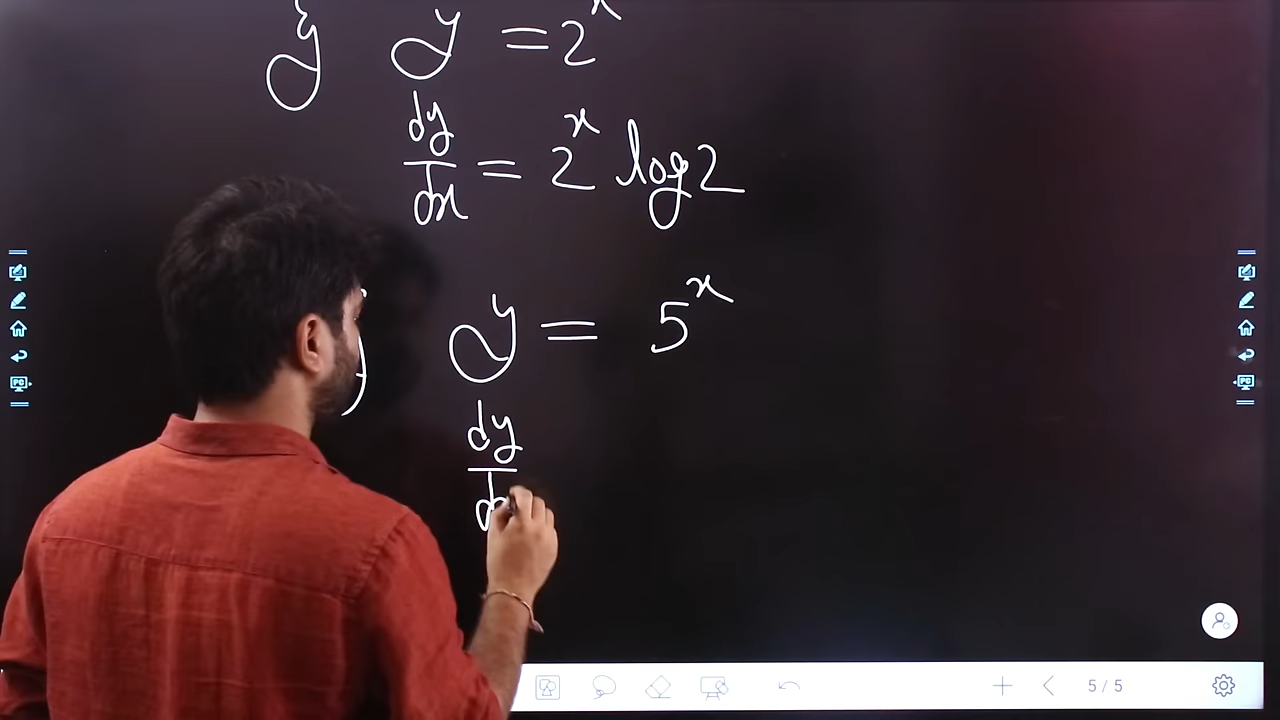 } y = 2^x
dy/dx = 2^x log2
y = 5^x
dy/d
5 / 5